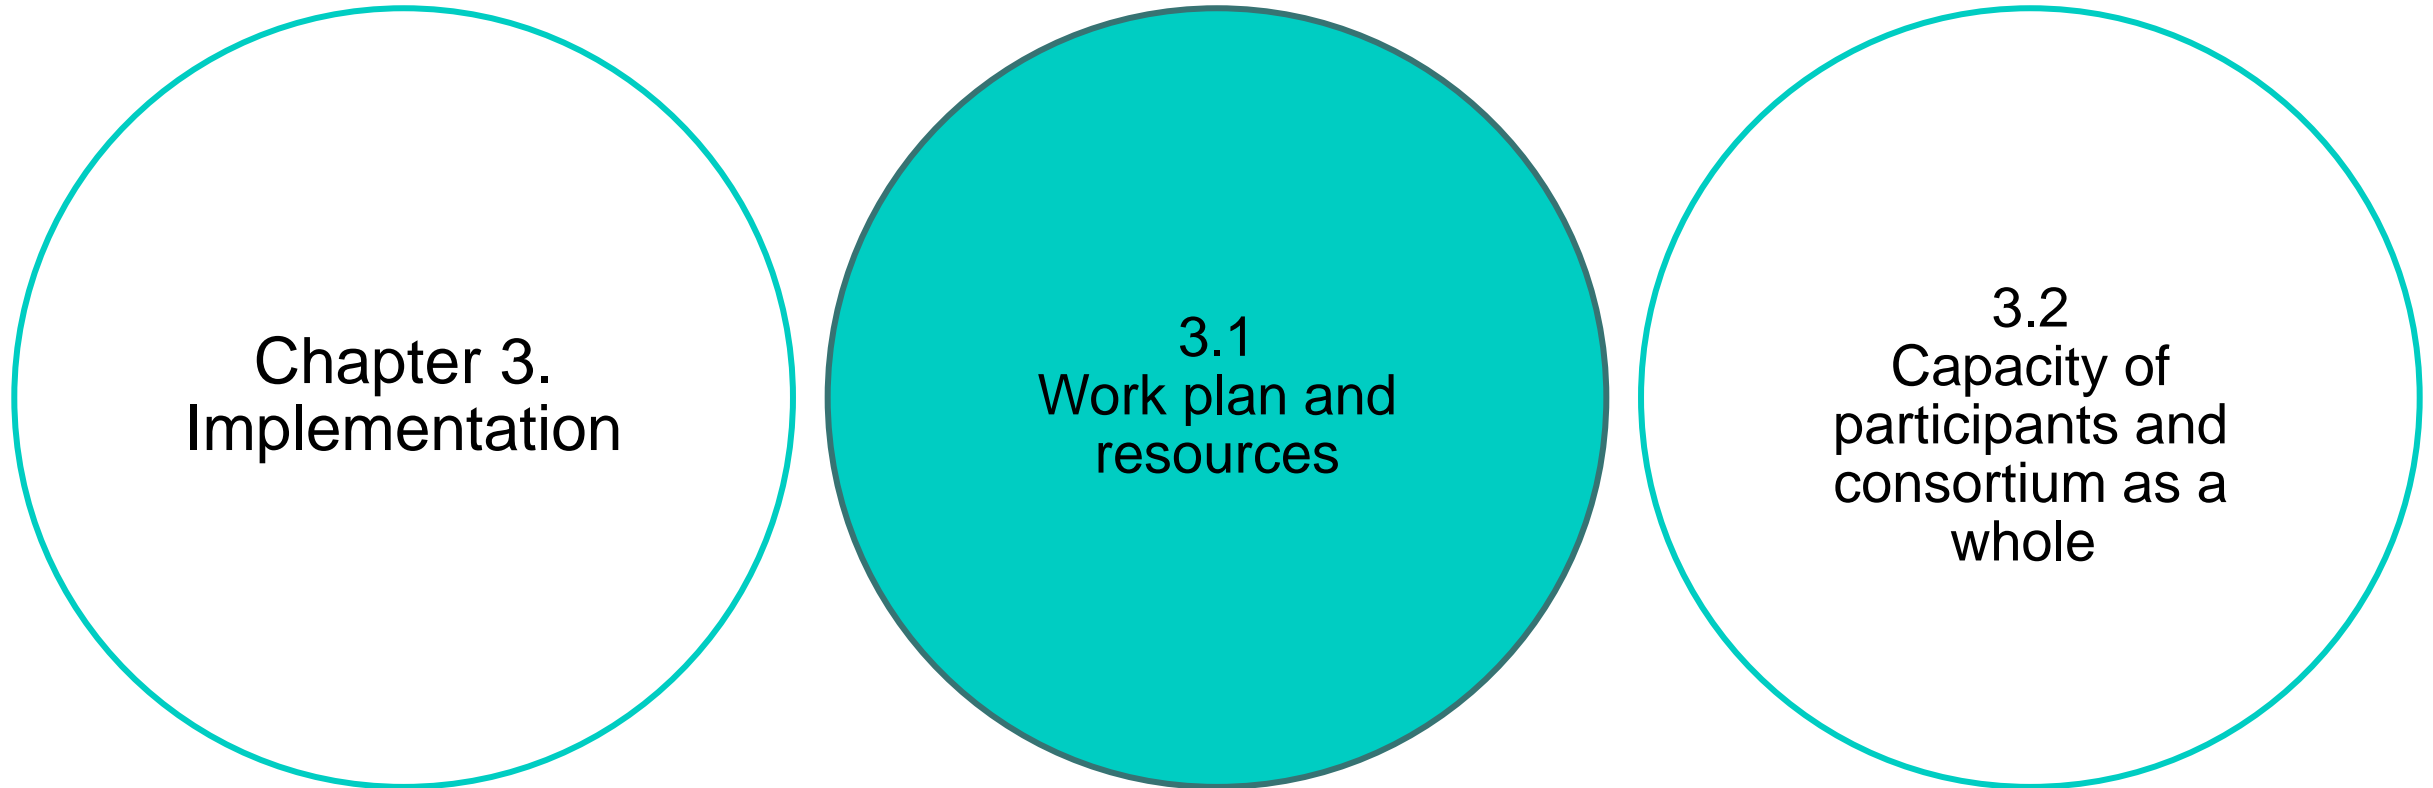 Chapter 3.
Implementation
3.1
Work plan and
resources
3.2
Capacity of
participants and
consortium as a
whole